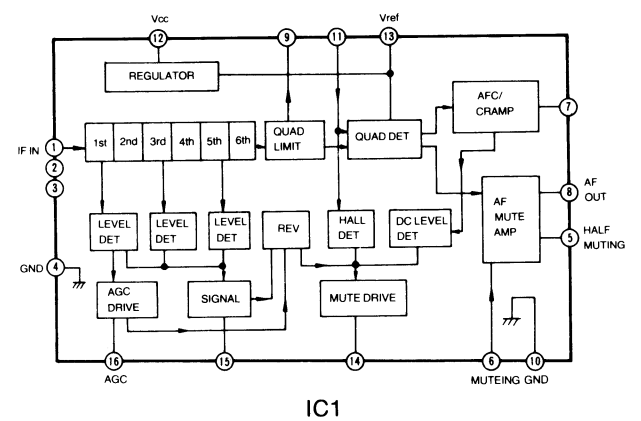 Vcc
Vref
12
9
11
13
REGULATOR
AFC/
CRAMP
7
IF IN
1
1st 2nd 3rd 4th 5th 6th
QUAD
LIMIT
QUAD DET
2
3
8
AF
OUT
AF
MUTE
AMP
LEVEL
DET
LEVEL
DET
LEVEL
DET
REV
HALL
DET
DC LEVEL
DET
5
HALF
MUTING
GND
4
AGC
DRIVE
SIGNAL
MUTE DRIVE
16
15
14
6
10
AGC
MUTEING GND
IC1